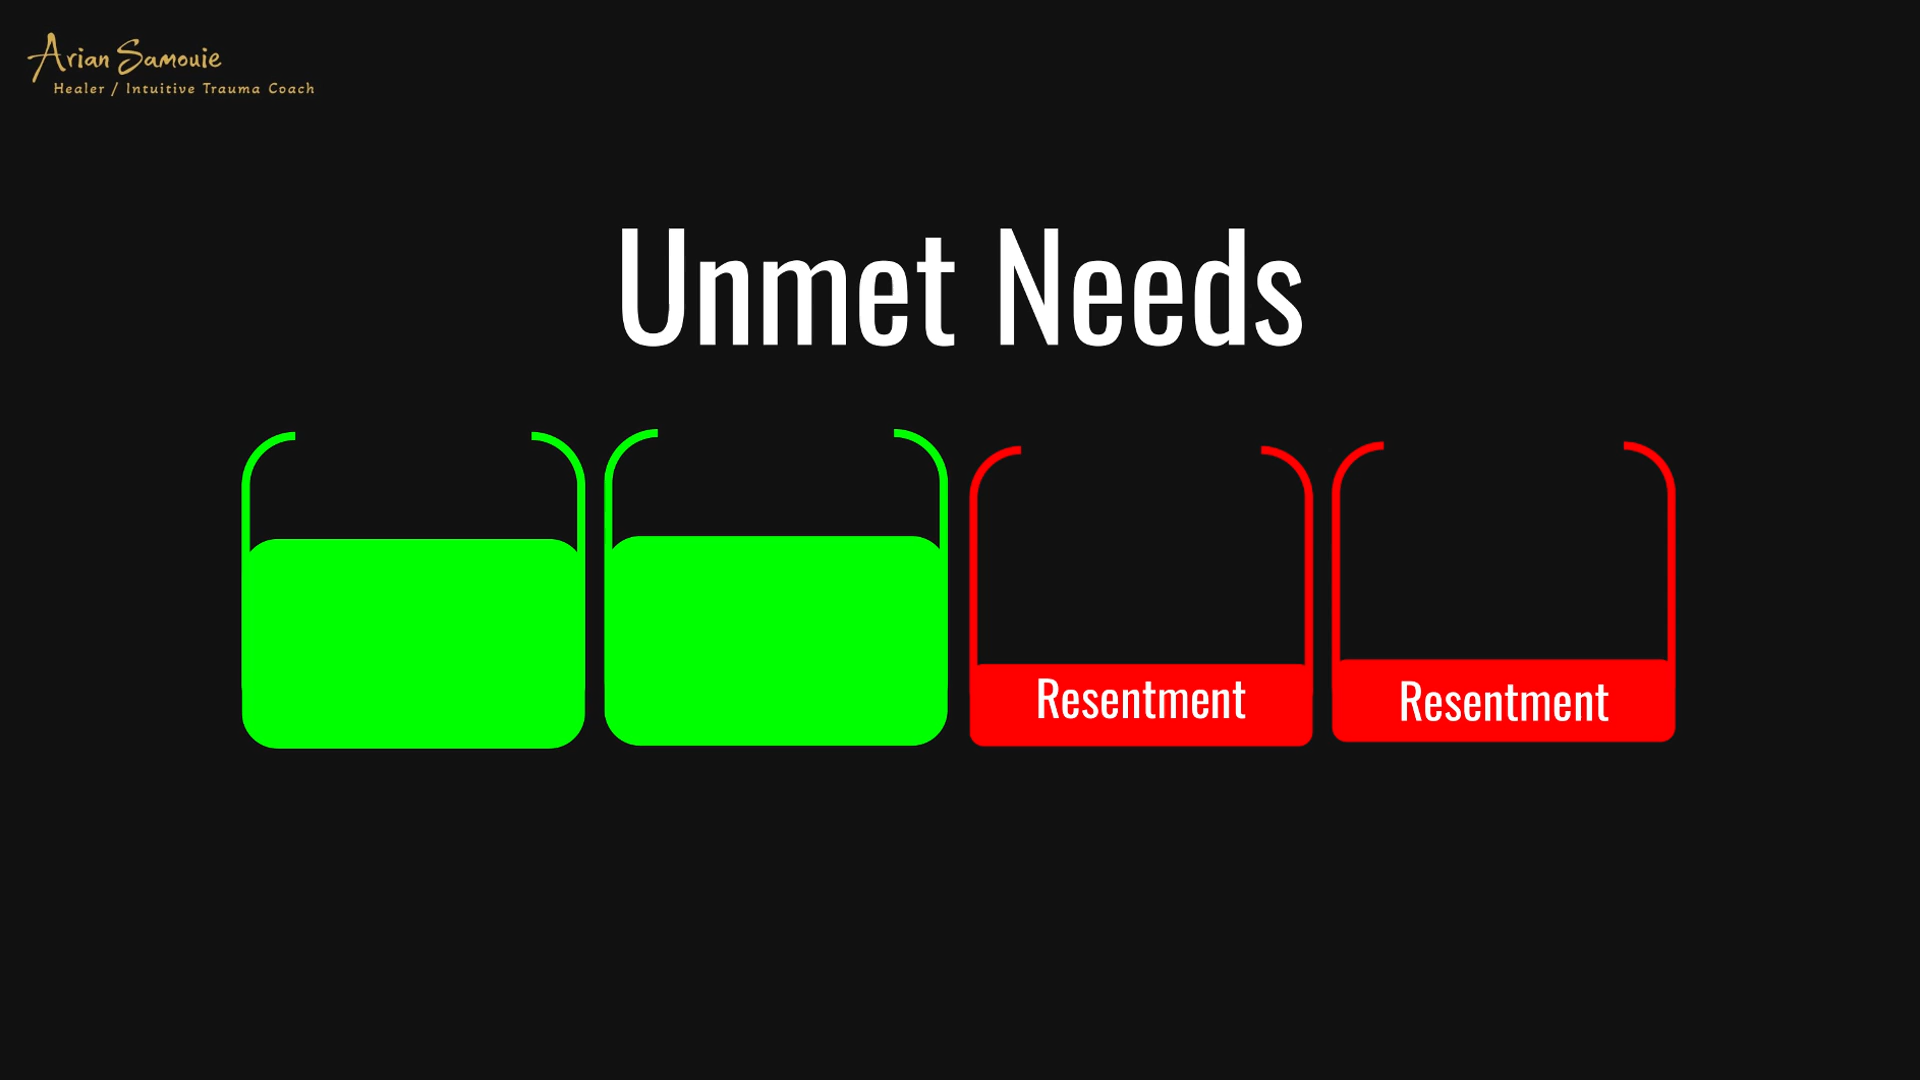 Arian Samouie
Healer / Intuitive Trauma Coach
Unmet Needs
Resentment
Resentment